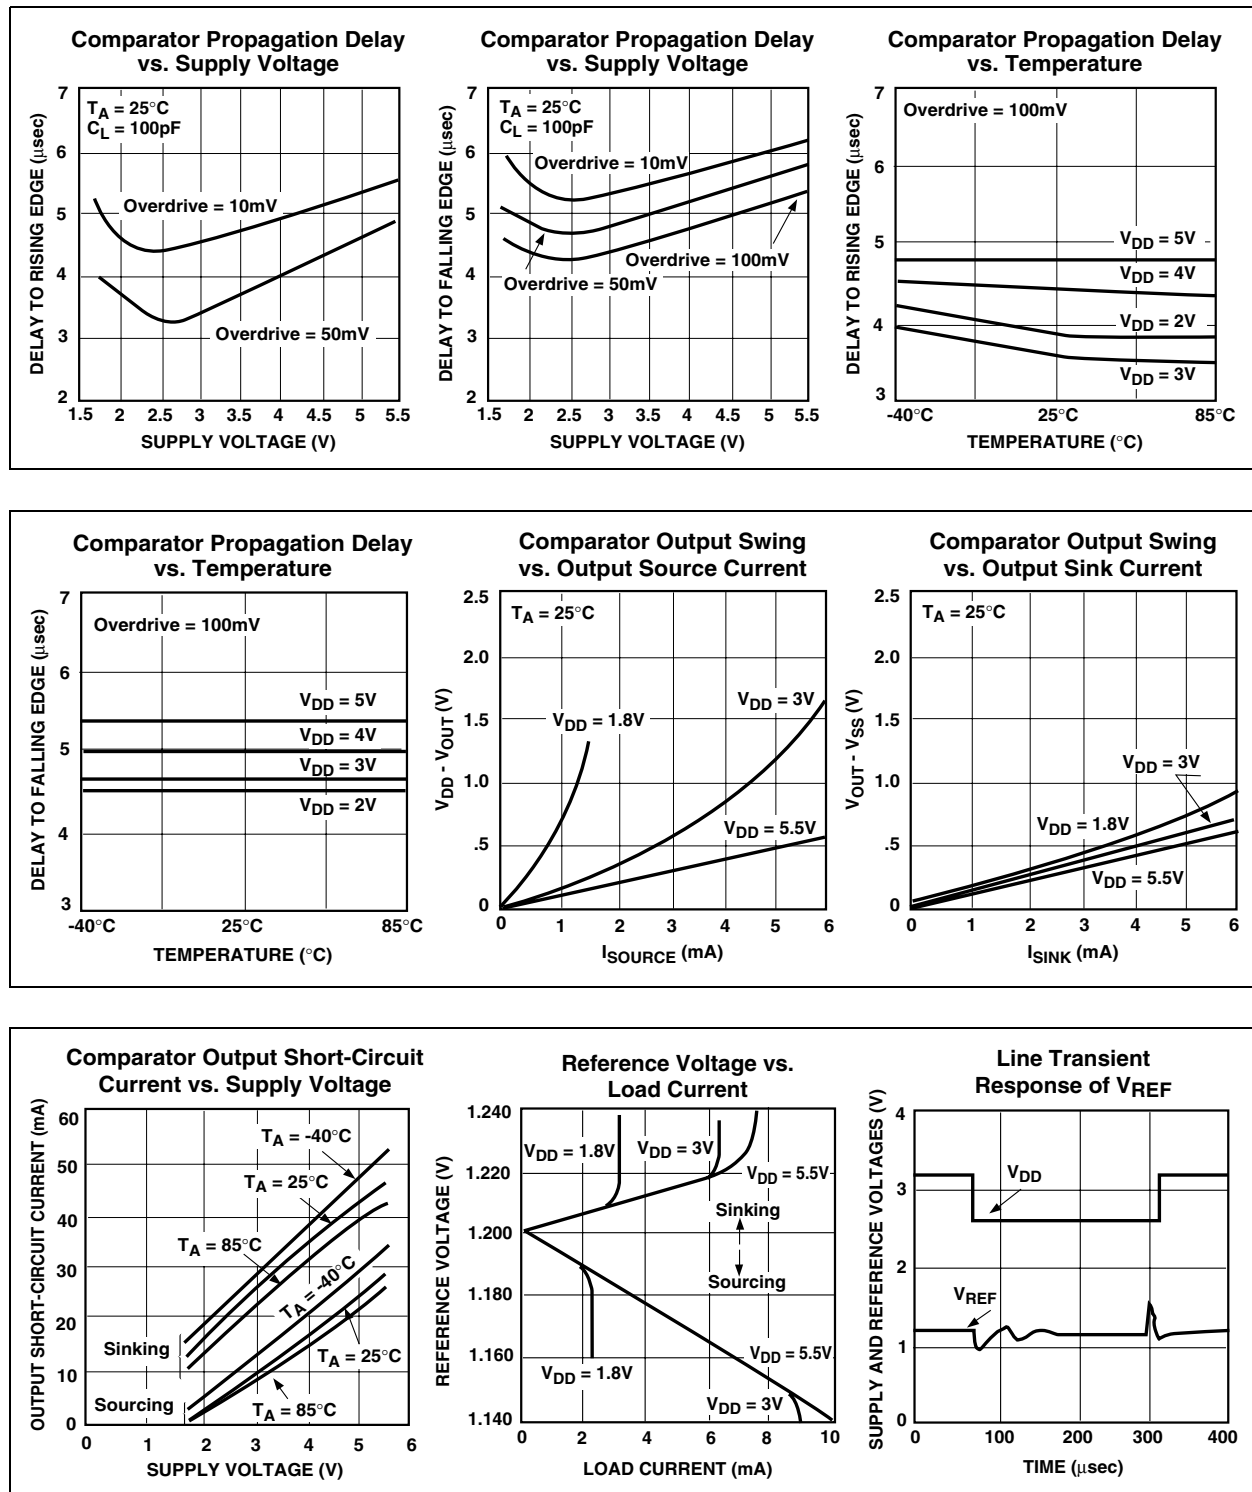 Comparator Propagation Delay
vs. Supply Voltage
DELAY TO RISING EDGE (μsec)
7
6
5
4
3
2
TA = 25°C
CL = 100pF
Overdrive = 10mV
Overdrive = 50mV
1.5 2 2.5 3 3.5 4 4.5 5 5.5
SUPPLY VOLTAGE (V)
Comparator Propagation Delay
vs. Supply Voltage
DELAY TO FALLING EDGE (μsec)
7
6
5
4
3
2
TA = 25°C
CL = 100pF
Overdrive = 10mV
Overdrive = 100mV
Overdrive = 50mV
1.5 2 2.5 3 3.5 4 4.5 5 5.5
SUPPLY VOLTAGE (V)
Comparator Propagation Delay
vs. Temperature
DELAY TO RISING EDGE (μsec)
7
6
5
4
3
Overdrive = 100mV
VDD = 5V
VDD = 4V
VDD = 2V
VDD = 3V
-40°C 25°C 85°C
TEMPERATURE (°C)
Comparator Propagation Delay
vs. Temperature
DELAY TO FALLING EDGE (μsec)
7
6
5
4
3
Overdrive = 100mV
VDD = 5V
VDD = 4V
VDD = 3V
VDD = 2V
-40°C 25°C 85°C
TEMPERATURE (°C)
Comparator Output Swing
vs. Output Source Current
VDD - VOUT (V)
2.5
2.0
1.5
1.0
.5
0
TA = 25°C
VDD = 3V
VDD = 1.8V
VDD = 5.5V
0 1 2 3 4 5 6
ISOURCE (mA)
Comparator Output Swing
vs. Output Sink Current
VOUT - VSS (V)
2.5
2.0
1.5
1.0
.5
0
TA = 25°C
VDD = 3V
VDD = 1.8V
VDD = 5.5V
0 1 2 3 4 5 6
ISINK (mA)
Comparator Output Short-Circuit
Current vs. Supply Voltage
OUTPUT SHORT-CIRCUIT CURRENT (mA)
60
50
40
30
20
10
0
TA = -40°C
TA = 25°C
TA = 85°C
TA = -40°C
Sinking
TA = 25°C
Sourcing
TA = 85°C
0 1 2 3 4 5 6
SUPPLY VOLTAGE (V)
Reference Voltage vs.
Load Current
REFERENCE VOLTAGE (V)
1.240
1.220
1.200
1.180
1.160
1.140
VDD = 1.8V
VDD = 3V
VDD = 5.5V
Sinking
Sourcing
VDD = 5.5V
VDD = 1.8V
VDD = 3V
0 2 4 6 8 10
LOAD CURRENT (mA)
Line Transient
Response of VREF
SUPPLY AND REFERENCE VOLTAGES (V)
4
3
2
1
0
VDD
VREF
0 100 200 300 400
TIME (μsec)